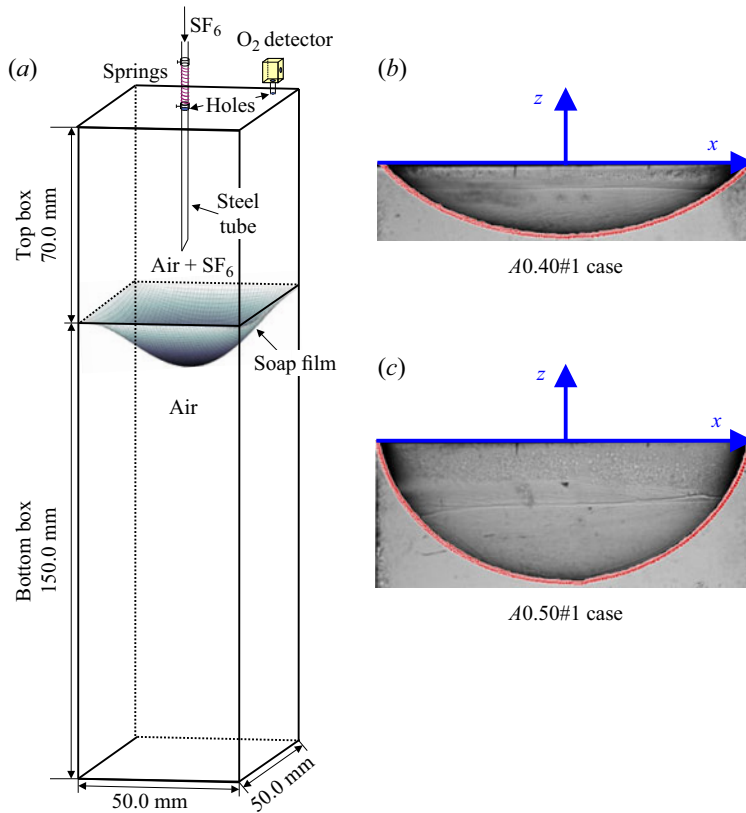 (a)
SF₆
O₂ detector
Springs
Holes
Steel
tube
Top box
70.0 mm
Air + SF₆
Soap film
Air
Bottom box
150.0 mm
50.0 mm
50.0 mm
(b)
z
x
A0.40#1 case
(c)
z
x
A0.50#1 case